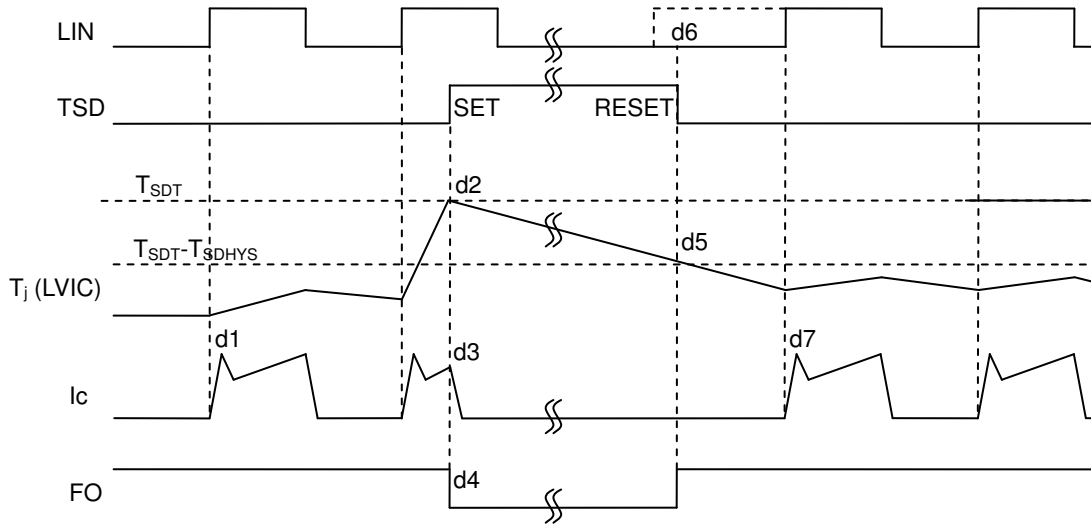 LIN
d6
TSD
SET
RESET
TSDT
d2
TSDT-TSDHYS
d5
Tj (LVIC)
d1
d3
d7
Ic
d4
FO